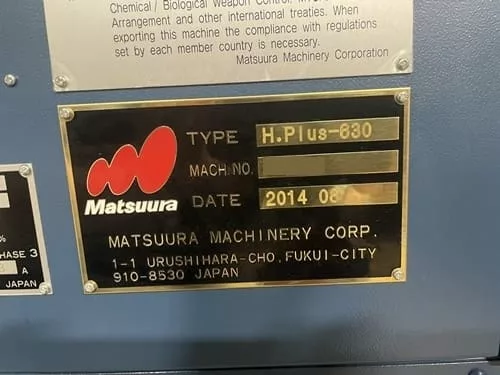 Chemical / Biological Weapon Control,
Arrangement and other international treaties. When
exporting this machine the compliance with regulations
set by each member country is necessary.
Matsuura Machinery Corporation
TYPE H.Plus-630
MACH NO.
Matsuura
DATE 2014 08
MATSUURA MACHINERY CORP.
1-1 URUSHIHARA-CHO, FUKUI-CITY
910-8530 JAPAN
%
HASE 3
A
JAPAN